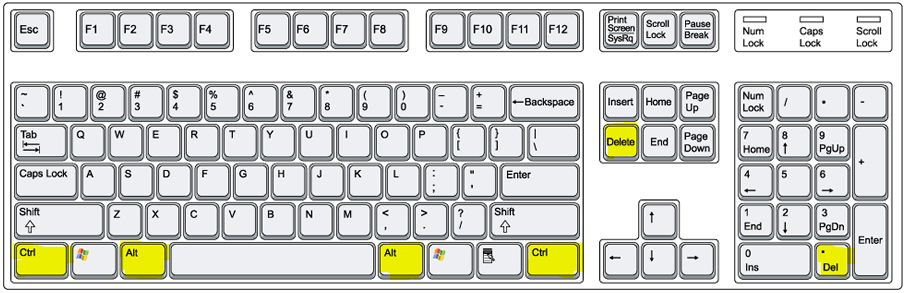 Esc F1 F2 F3 F4 F5 F6 F7 F8 F9 F10 F11 F12 Print Screen SysRq Scroll Lock Pause Break Num Lock Caps Lock Scroll Lock
~ ` ! 1 @ 2 # 3 $ 4 % 5 ^ 6 & 7 * 8 ( 9 ) 0 _ - + = ←Backspace Insert Home Page Up Num Lock / * -
Tab Q W E R T Y U I O P { [ } ] | \ Delete End Page Down 7 Home 8 ↑ 9 PgUp +
Caps Lock A S D F G H J K L : ; " ' Enter 4 ← 5 6 →
Shift Z X C V B N M < , > . ? / Shift ↑ 1 End 2 ↓ 3 PgDn Enter
Ctrl Alt Alt Ctrl ← ↓ → 0 Ins . Del